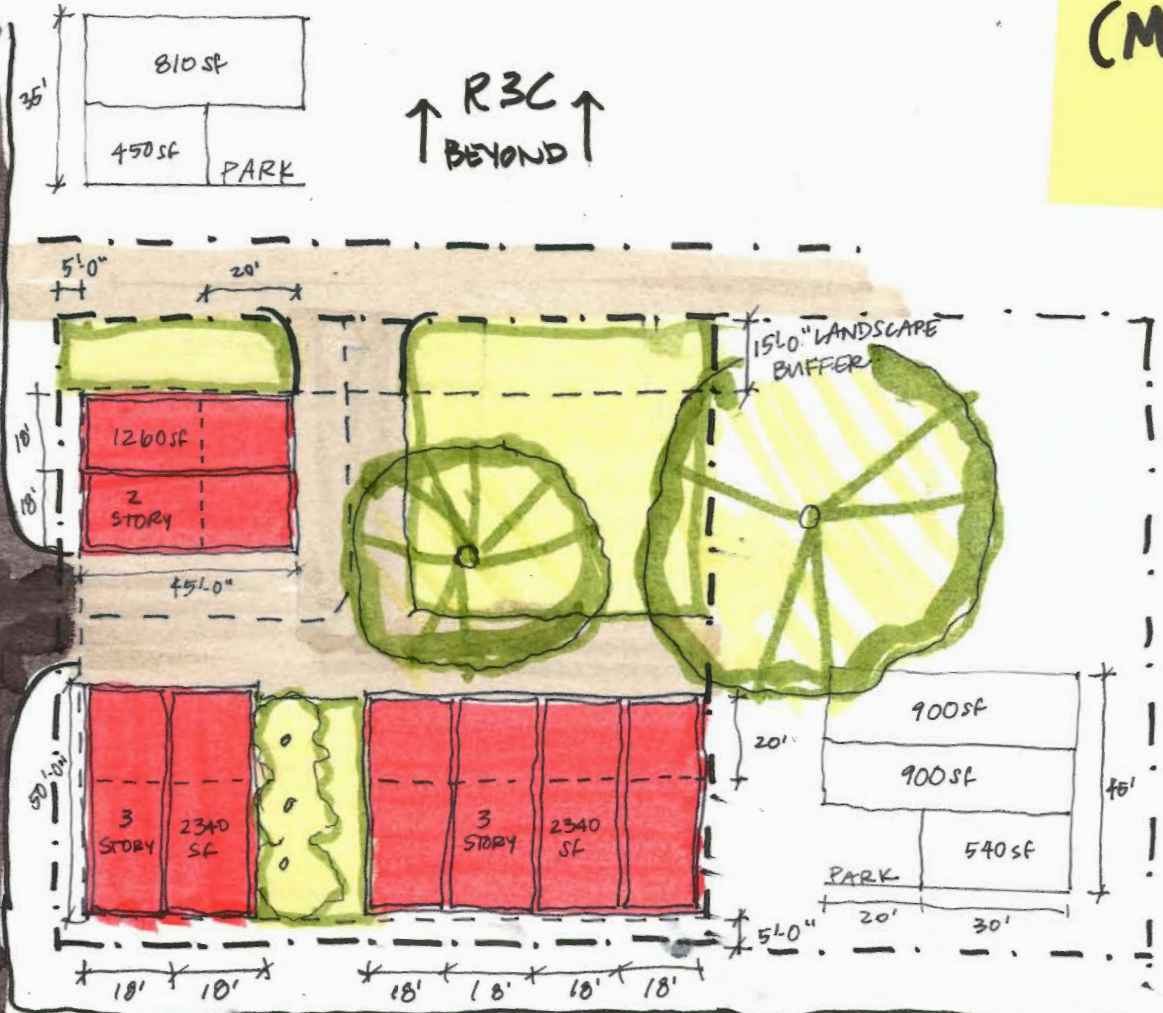 (M
810 SF
35'
450 SF
PARK
↑ R3C ↑
BEYOND
5'-0"
20'
15'-0" LANDSCAPE
BUFFER
18'
1260 SF
18'
2
STORY
45'-0"
50'-0"
3
STORY
2340
SF
3
STORY
2340
SF
20'
900 SF
900 SF
45'
540 SF
PARK
20'
30'
5'-0"
18'
18'
18'
18'
18'
18'